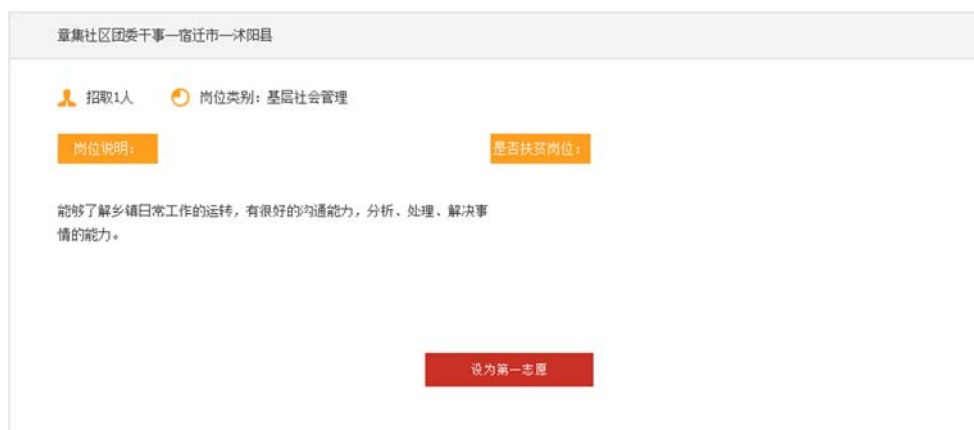 章集社区团委干事—宿迁市—沭阳县
招取1人 岗位类别：基层社会管理
岗位说明： 是否扶贫岗位：
能够了解乡镇日常工作的运转，有很好的沟通能力，分析、处理、解决事
情的能力。
设为第一志愿